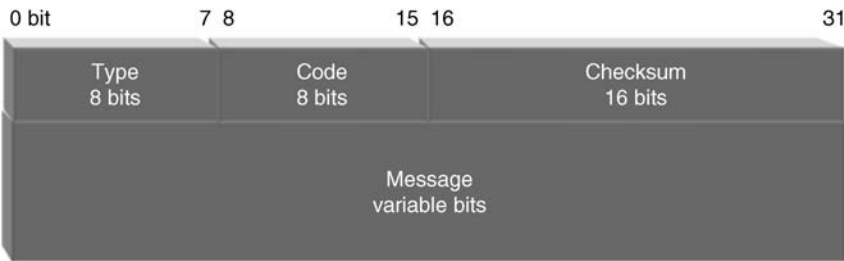 0 bit 7 8 15 16 31
Type Code Checksum
8 bits 8 bits 16 bits
Message
variable bits